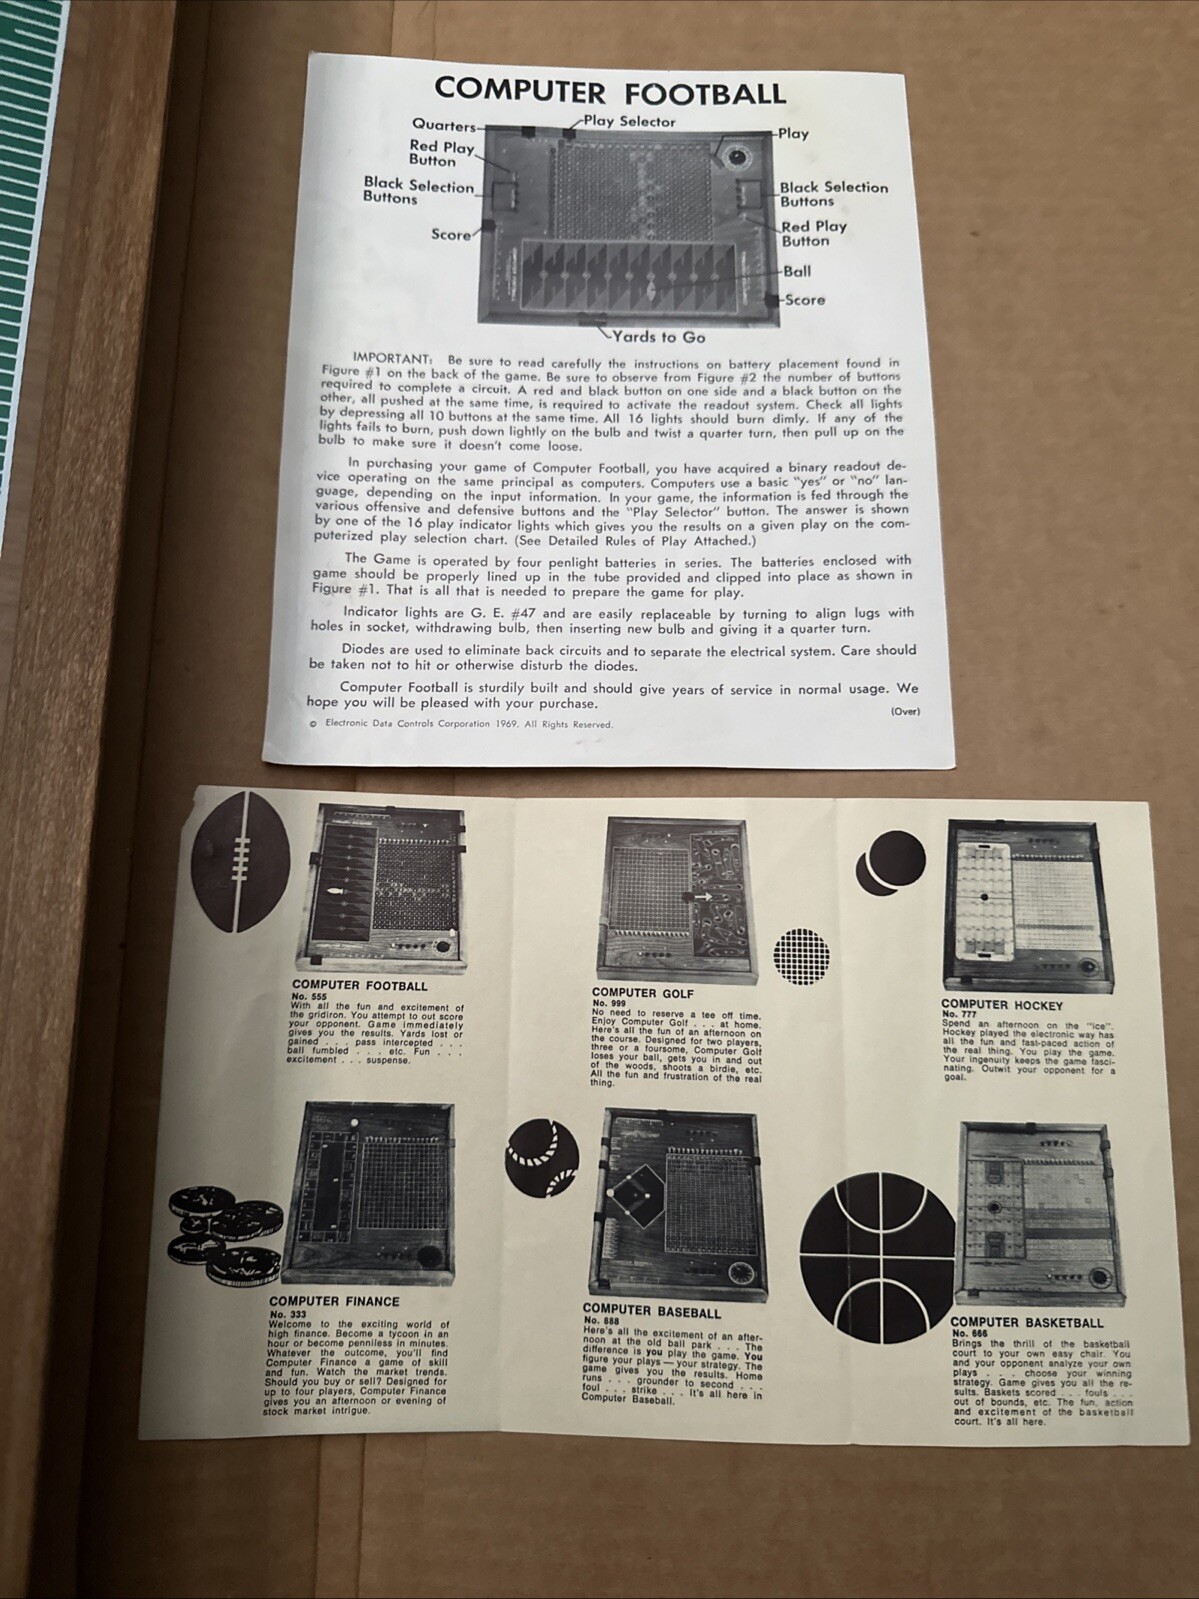 COMPUTER FOOTBALL
Quarters
Play Selector
Play
Red Play
Button
Black Selection
Buttons
Black Selection
Buttons
Score
Red Play
Button
Ball
Score
Yards to Go
IMPORTANT: Be sure to read carefully the instructions on battery placement found in
Figure #1 on the back of the game. Be sure to observe from Figure #2 the number of buttons
required to complete a circuit. A red and black button on one side and a black button on the
other, all pushed at the same time, is required to activate the readout system. Check all lights
by depressing all 10 buttons at the same time. All 16 lights should burn dimly. If any of the
lights fails to burn, push down lightly on the bulb and twist a quarter turn, then pull up on the
bulb to make sure it doesn't come loose.
In purchasing your game of Computer Football, you have acquired a binary readout de-
vice operating on the same principal as computers. Computers use a basic "yes" or "no" lan-
guage, depending on the input information. In your game, the information is fed through the
various offensive and defensive buttons and the "Play Selector" button. The answer is shown
by one of the 16 play indicator lights which gives you the results on a given play on the com-
puterized play selection chart. (See Detailed Rules of Play Attached.)
The Game is operated by four penlight batteries in series. The batteries enclosed with
game should be properly lined up in the tube provided and clipped into place as shown in
Figure #1. That is all that is needed to prepare the game for play.
Indicator lights are G. E. #47 and are easily replaceable by turning to align lugs with
holes in socket, withdrawing bulb, then inserting new bulb and giving it a quarter turn.
Diodes are used to eliminate back circuits and to separate the electrical system. Care should
be taken not to hit or otherwise disturb the diodes.
Computer Football is sturdily built and should give years of service in normal usage. We
hope you will be pleased with your purchase.
(Over)
© Electronic Data Controls Corporation 1969. All Rights Reserved.
COMPUTER FOOTBALL
No. 555
With all the fun and excitement of
the gridiron. You attempt to out score
your opponent. Game immediately
gives you the results. Yards lost or
gained . . . pass intercepted . . .
ball fumbled . . . etc. Fun . . .
excitement . . . suspense.
COMPUTER GOLF
No. 999
No need to reserve a tee off time.
Enjoy Computer Golf . . . at home.
Here's all the fun of an afternoon on
the course. Designed for two players,
three or a foursome, Computer Golf
loses your ball, gets you in and out
of the woods, shoots a birdie, etc.
All the fun and frustration of the real
thing.
COMPUTER HOCKEY
No. 777
Spend an afternoon on the "ice".
Hockey played the electronic way has
all the fun and fast-paced action of
the real thing. You play the game.
Your ingenuity keeps the game fasci-
nating. Outwit your opponent for a
goal.
COMPUTER FINANCE
No. 333
Welcome to the exciting world of
high finance. Become a tycoon in an
hour or become penniless in minutes.
Whatever the outcome, you'll find
Computer Finance a game of skill
and fun. Watch the market trends.
Should you buy or sell? Designed for
up to four players, Computer Finance
gives you an afternoon or evening of
stock market intrigue.
COMPUTER BASEBALL
No. 888
Here's all the excitement of an after-
noon at the old ball park . . . The
difference is you play the game. You
figure your plays — your strategy. The
game gives you the results. Home
runs . . . grounder to second . . .
foul . . . strike . . . It's all here in
Computer Baseball.
COMPUTER BASKETBALL
No. 666
Brings the thrill of the basketball
court to your own easy chair. You
and your opponent analyze your own
plays . . . choose your winning
strategy. Game gives you all the re-
sults. Baskets scored . . . fouls . . .
out of bounds, etc. The fun, action
and excitement of the basketball
court. It's all here.